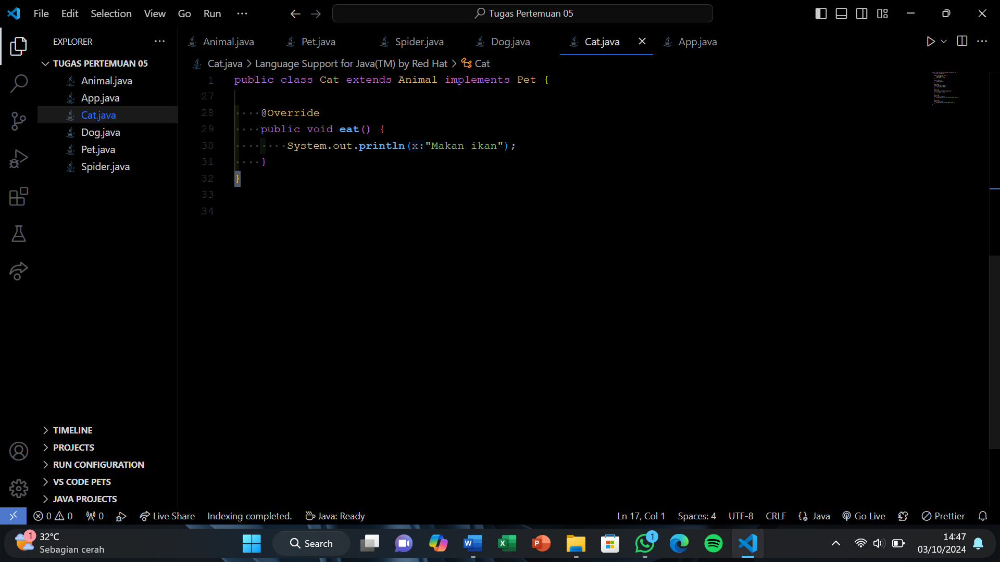 File Edit Selection View Go Run
Tugas Pertemuan 05
EXPLORER
TUGAS PERTEMUAN 05
Animal.java
App.java
Cat.java
Dog.java
Pet.java
Spider.java
TIMELINE
PROJECTS
RUN CONFIGURATION
VS CODE PETS
JAVA PROJECTS
Animal.java Pet.java Spider.java Dog.java Cat.java App.java
Cat.java > Language Support for Java(TM) by Red Hat > Cat
1 public class Cat extends Animal implements Pet {
27
28 @Override
29 public void eat() {
30 System.out.println(x:"Makan ikan");
31 }
32 }
33
34
0 0 0 Live Share Indexing completed. Java: Ready
Ln 17, Col 1 Spaces: 4 UTF-8 CRLF {} Java Go Live Prettier
1 32°C
Sebagian cerah
Search
1
14:47
03/10/2024